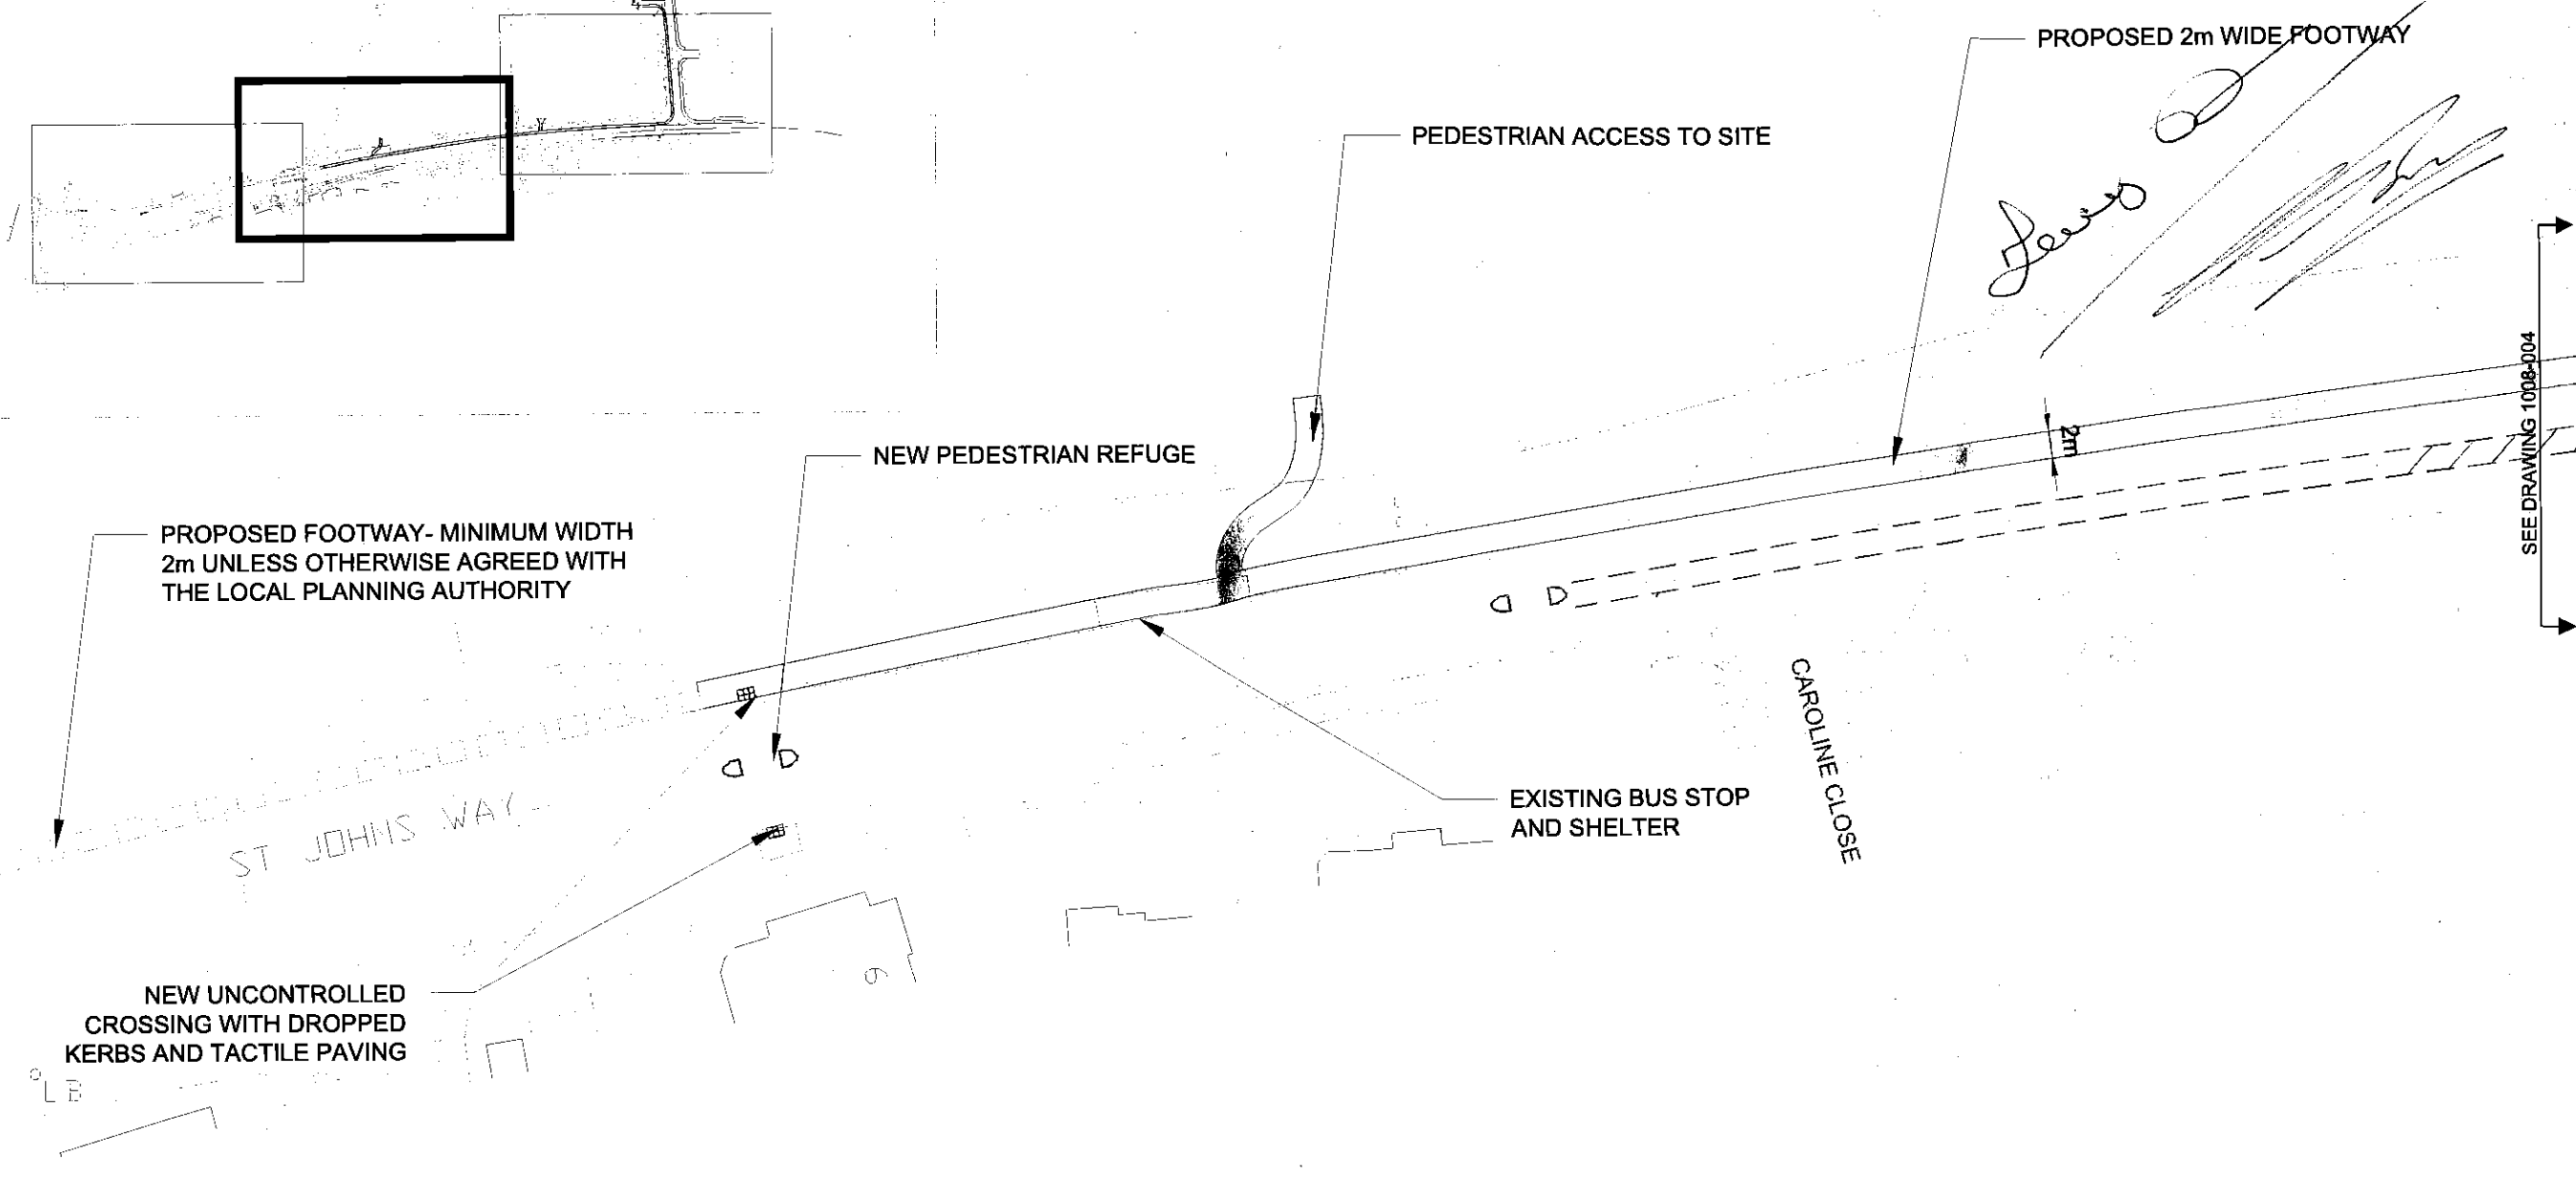 PROPOSED 2m WIDE FOOTWAY
PEDESTRIAN ACCESS TO SITE
NEW PEDESTRIAN REFUGE
PROPOSED FOOTWAY- MINIMUM WIDTH
2m UNLESS OTHERWISE AGREED WITH
THE LOCAL PLANNING AUTHORITY
2m
SEE DRAWING 1008-004
CAROLINE CLOSE
EXISTING BUS STOP
AND SHELTER
ST JOHNS WAY
9
NEW UNCONTROLLED
CROSSING WITH DROPPED
KERBS AND TACTILE PAVING
LB